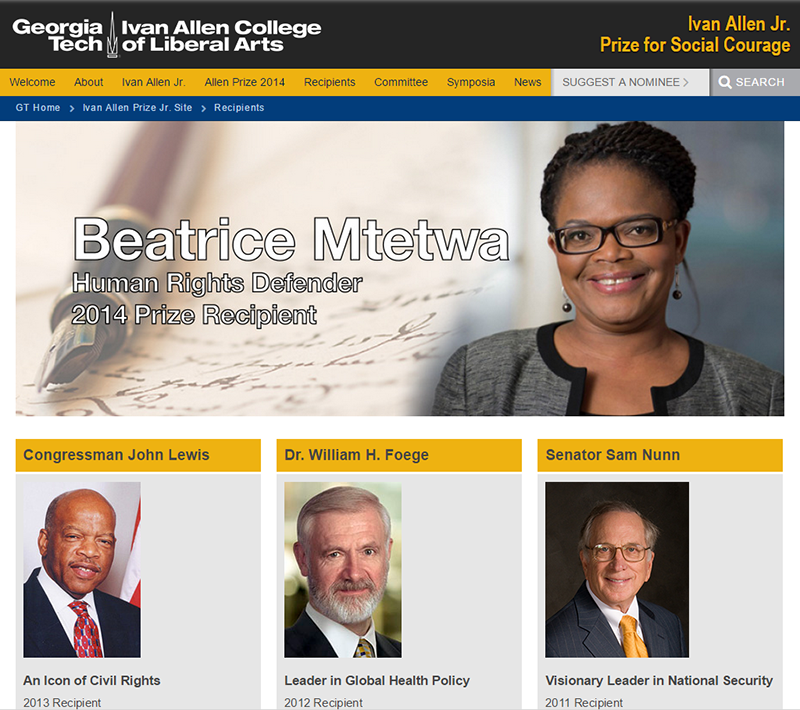 Georgia Tech
Ivan Allen College of Liberal Arts
Ivan Allen Jr.
Prize for Social Courage
Welcome About Ivan Allen Jr. Allen Prize 2014 Recipients Committee Symposia News SUGGEST A NOMINEE > SEARCH
GT Home > Ivan Allen Prize Jr. Site > Recipients
Beatrice Mtetwa
Human Rights Defender
2014 Prize Recipient
Congressman John Lewis
An Icon of Civil Rights
2013 Recipient
Dr. William H. Foege
Leader in Global Health Policy
2012 Recipient
Senator Sam Nunn
Visionary Leader in National Security
2011 Recipient